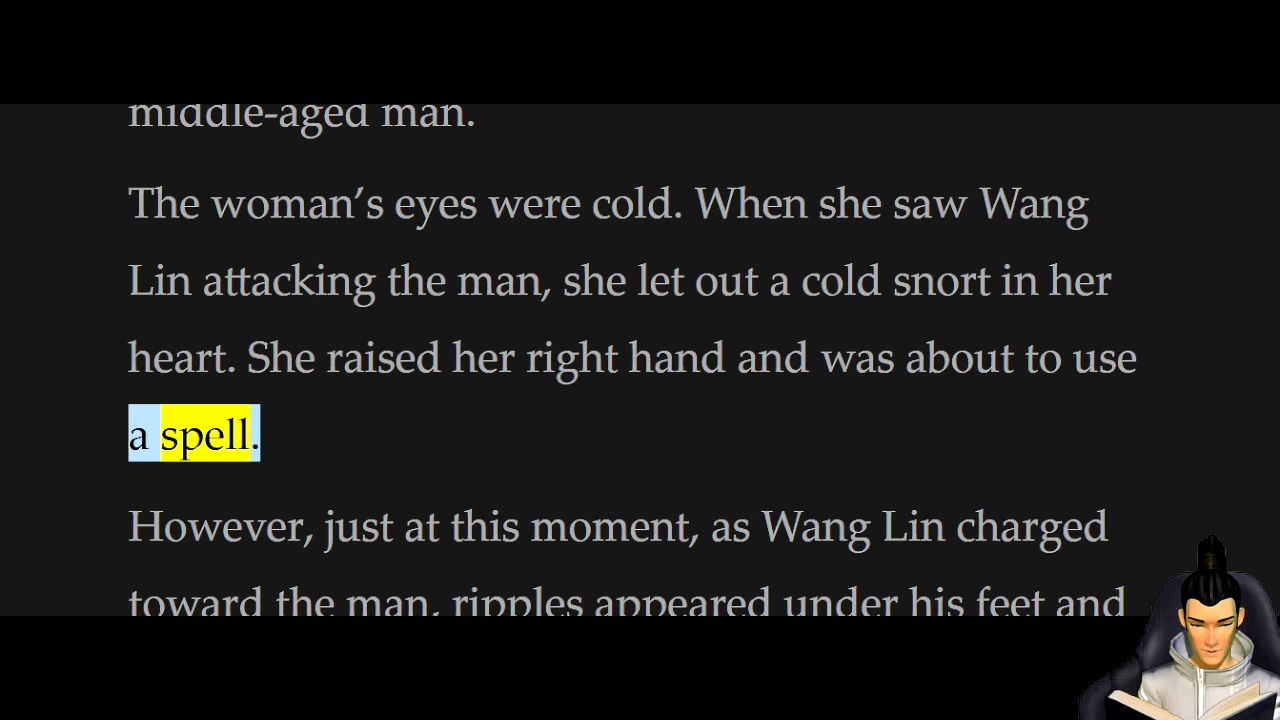 middle-aged man.
The woman’s eyes were cold. When she saw Wang
Lin attacking the man, she let out a cold snort in her
heart. She raised her right hand and was about to use
a spell.
However, just at this moment, as Wang Lin charged
toward the man, ripples appeared under his feet and